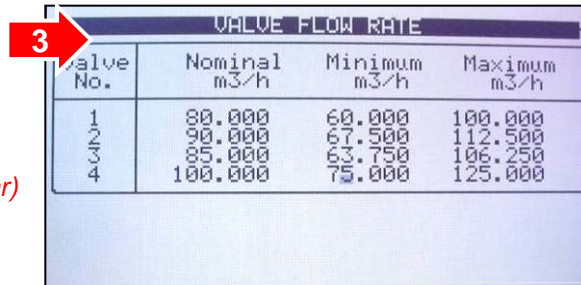 3
VALVE FLOW RATE
Valve Nominal Minimum Maximum
No. m3/h m3/h m3/h
1 80.000 60.000 100.000
2 90.000 67.500 112.500
3 85.000 63.750 106.250
4 100.000 75.000 125.000
r)